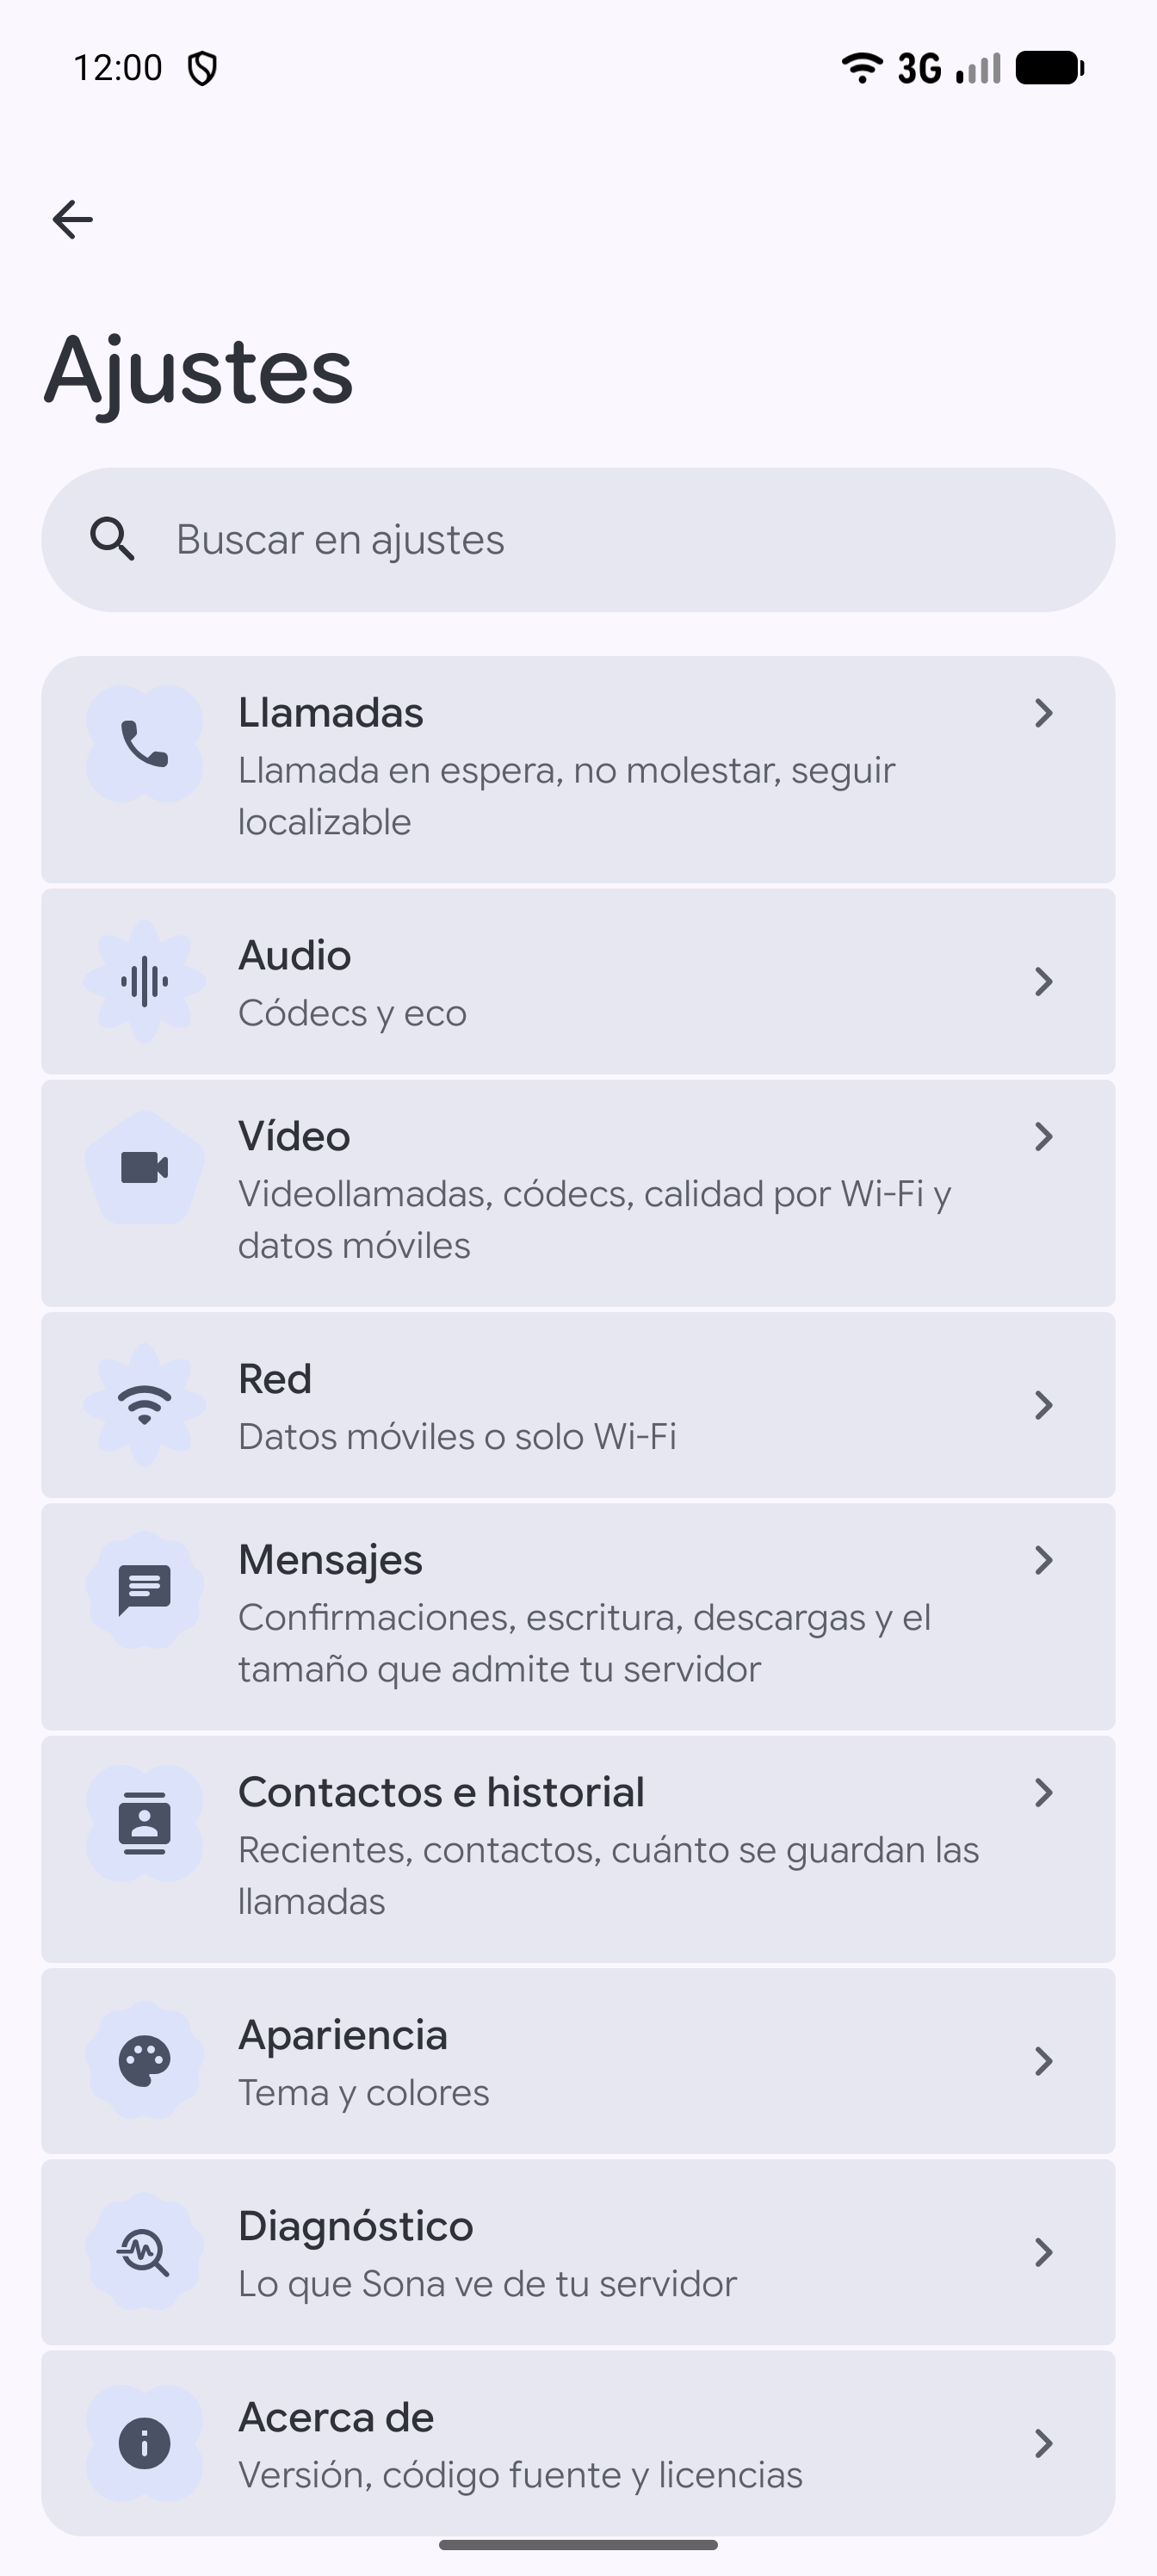 12:00
3G
Ajustes
Buscar en ajustes
Llamadas
Llamada en espera, no molestar, seguir
localizable
Audio
Códecs y eco
Vídeo
Videollamadas, códecs, calidad por Wi-Fi y
datos móviles
Red
Datos móviles o solo Wi-Fi
Mensajes
Confirmaciones, escritura, descargas y el
tamaño que admite tu servidor
Contactos e historial
Recientes, contactos, cuánto se guardan las
llamadas
Apariencia
Tema y colores
Diagnóstico
Lo que Sona ve de tu servidor
Acerca de
Versión, código fuente y licencias